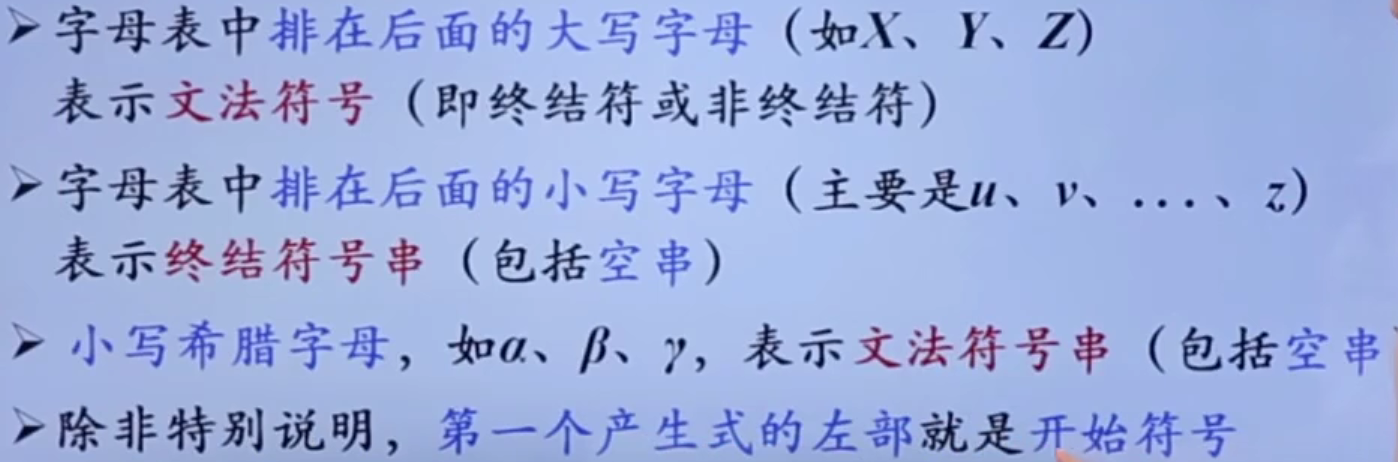 ➢字母表中排在后面的大写字母（如X、Y、Z）
表示文法符号（即终结符或非终结符）
➢字母表中排在后面的小写字母（主要是u、v、...、z）
表示终结符号串（包括空串）
➢ 小写希腊字母，如α、β、γ，表示文法符号串（包括空串
➢除非特别说明，第一个产生式的左部就是开始符号